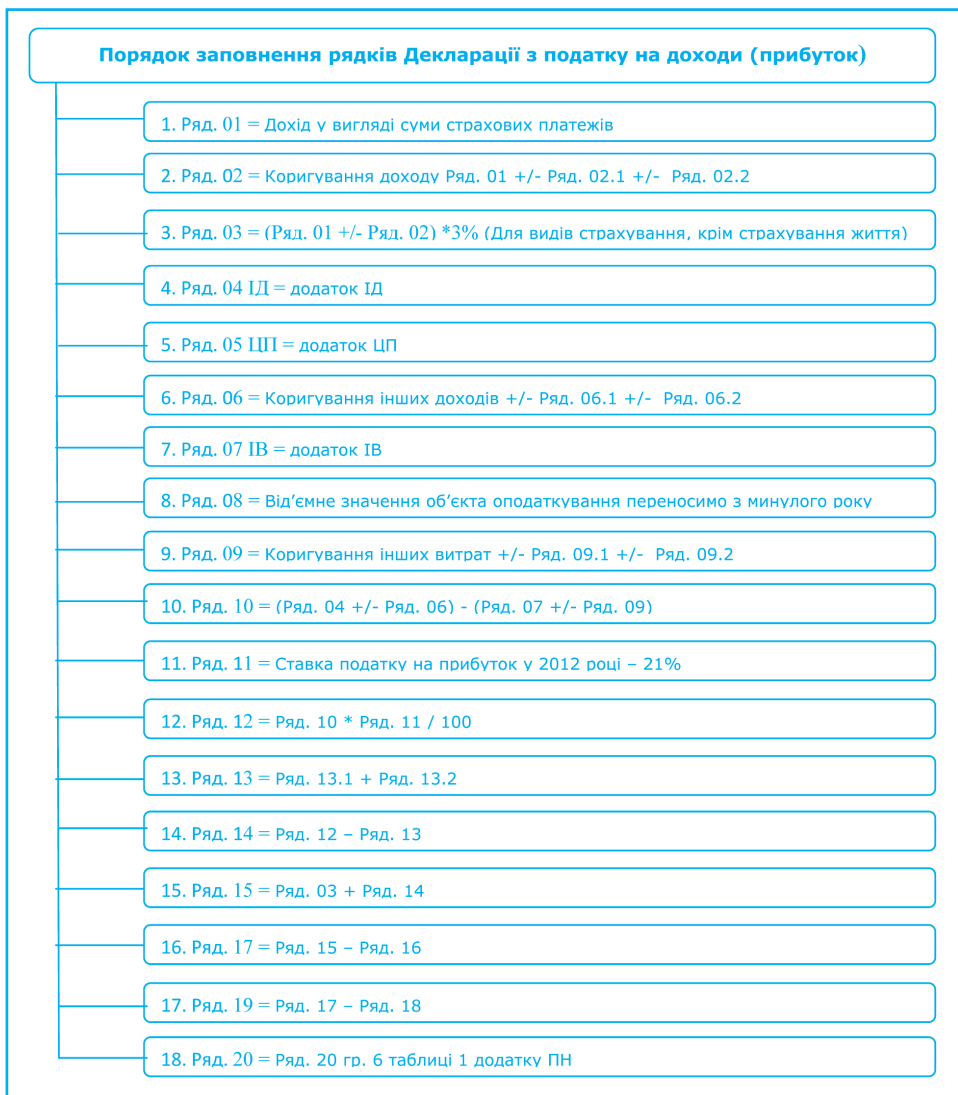 Порядок заповнення рядків Декларації з податку на доходи (прибуток)
1. Ряд. 01 = Дохід у вигляді суми страхових платежів
2. Ряд. 02 = Коригування доходу Ряд. 01 +/- Ряд. 02.1 +/- Ряд. 02.2
3. Ряд. 03 = (Ряд. 01 +/- Ряд. 02) *3% (Для видів страхування, крім страхування життя)
4. Ряд. 04 ІД = додаток ІД
5. Ряд. 05 ЦП = додаток ЦП
6. Ряд. 06 = Коригування інших доходів +/- Ряд. 06.1 +/- Ряд. 06.2
7. Ряд. 07 ІВ = додаток ІВ
8. Ряд. 08 = Від’ємне значення об’єкта оподаткування переносимо з минулого року
9. Ряд. 09 = Коригування інших витрат +/- Ряд. 09.1 +/- Ряд. 09.2
10. Ряд. 10 = (Ряд. 04 +/- Ряд. 06) - (Ряд. 07 +/- Ряд. 09)
11. Ряд. 11 = Ставка податку на прибуток у 2012 році – 21%
12. Ряд. 12 = Ряд. 10 * Ряд. 11 / 100
13. Ряд. 13 = Ряд. 13.1 + Ряд. 13.2
14. Ряд. 14 = Ряд. 12 – Ряд. 13
15. Ряд. 15 = Ряд. 03 + Ряд. 14
16. Ряд. 17 = Ряд. 15 – Ряд. 16
17. Ряд. 19 = Ряд. 17 – Ряд. 18
18. Ряд. 20 = Ряд. 20 гр. 6 таблиці 1 додатку ПН